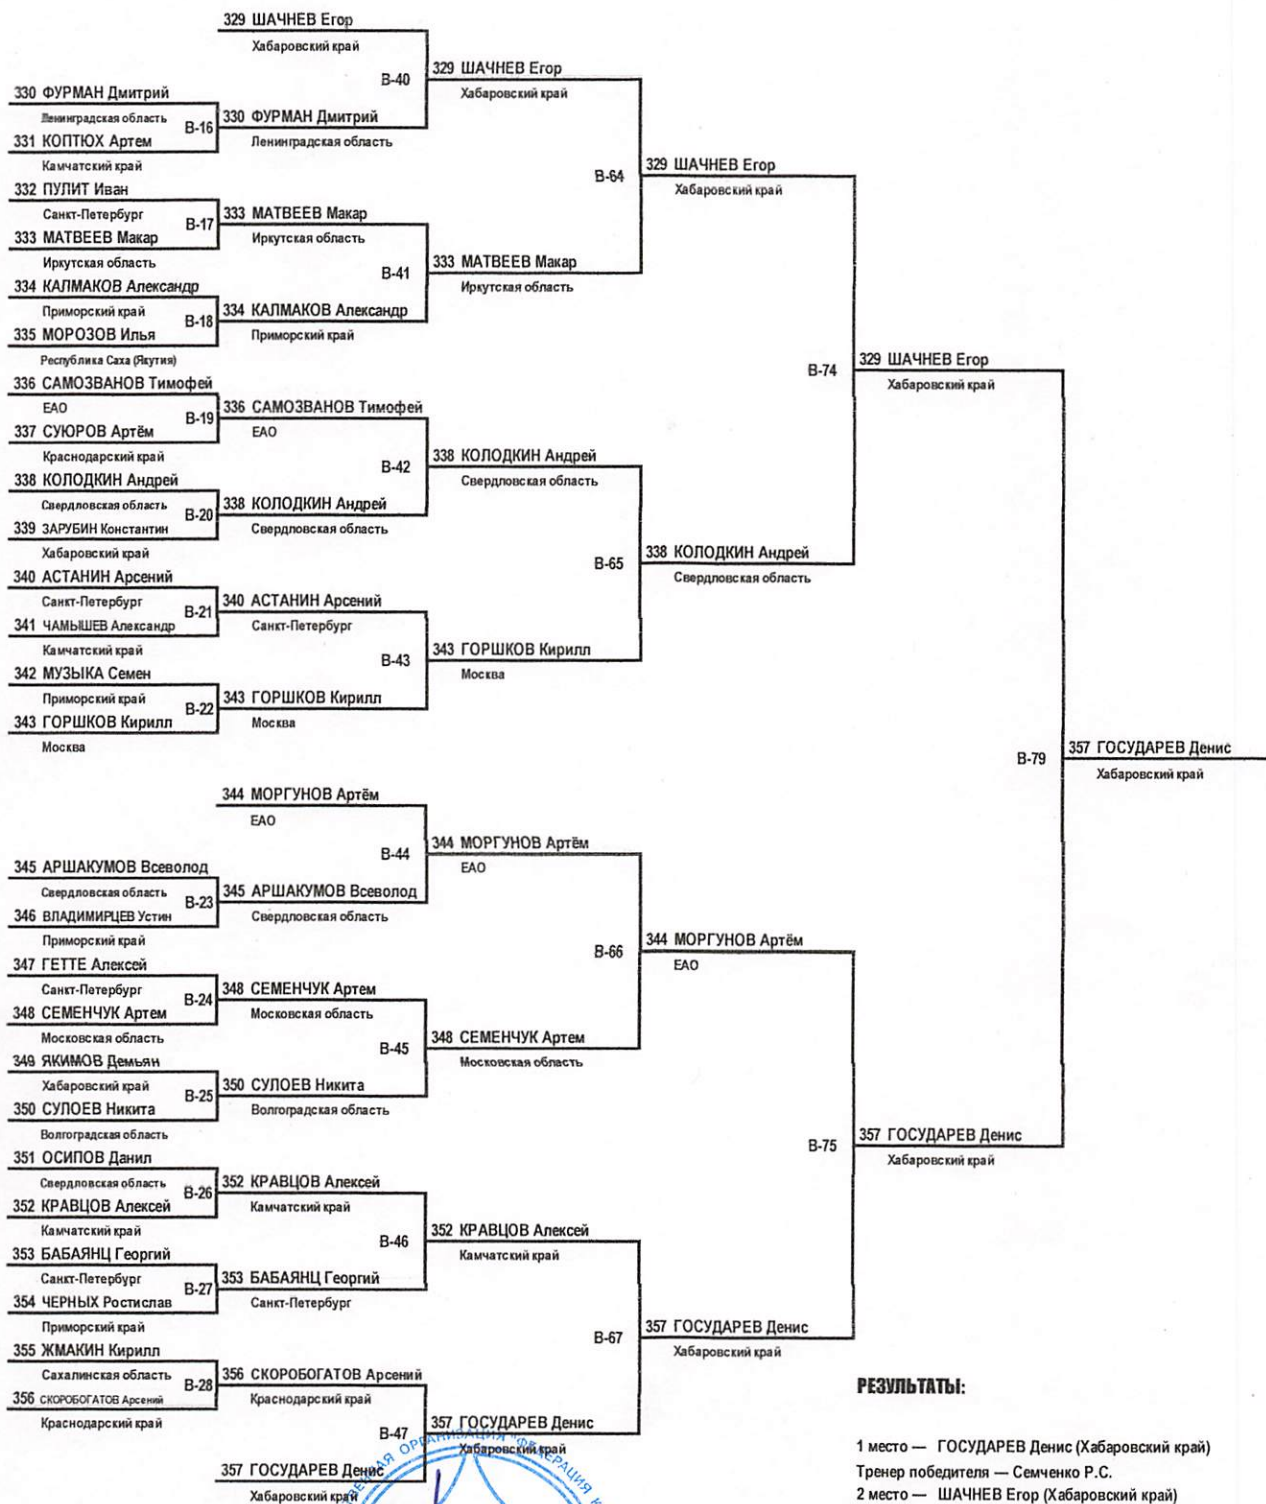 329 ШАЧНЕВ Егор
Хабаровский край
В-40
329 ШАЧНЕВ Егор
Хабаровский край
330 ФУРМАН Дмитрий
Ленинградская область
В-16
330 ФУРМАН Дмитрий
Ленинградская область
331 КОПТЮХ Артем
Камчатский край
В-64
329 ШАЧНЕВ Егор
Хабаровский край
332 ПУЛИТ Иван
Санкт-Петербург
В-17
333 МАТВЕЕВ Макар
Иркутская область
333 МАТВЕЕВ Макар
Иркутская область
В-41
333 МАТВЕЕВ Макар
Иркутская область
334 КАЛМАКОВ Александр
Приморский край
В-18
334 КАЛМАКОВ Александр
Приморский край
335 МОРОЗОВ Илья
Республика Саха (Якутия)
В-74
329 ШАЧНЕВ Егор
Хабаровский край
336 САМОЗВАНОВ Тимофей
ЕАО
В-19
336 САМОЗВАНОВ Тимофей
ЕАО
337 СУЮРОВ Артём
Краснодарский край
В-42
338 КОЛОДКИН Андрей
Свердловская область
338 КОЛОДКИН Андрей
Свердловская область
В-20
338 КОЛОДКИН Андрей
Свердловская область
339 ЗАРУБИН Константин
Хабаровский край
В-65
338 КОЛОДКИН Андрей
Свердловская область
340 АСТАНИН Арсений
Санкт-Петербург
В-21
340 АСТАНИН Арсений
Санкт-Петербург
341 ЧАМЫШЕВ Александр
Камчатский край
В-43
343 ГОРШКОВ Кирилл
Москва
342 МУЗЫКА Семен
Приморский край
В-22
343 ГОРШКОВ Кирилл
Москва
343 ГОРШКОВ Кирилл
Москва
В-79
357 ГОСУДАРЕВ Денис
Хабаровский край
344 МОРГУНОВ Артём
ЕАО
В-44
344 МОРГУНОВ Артём
ЕАО
345 АРШАКУМОВ Всеволод
Свердловская область
В-23
345 АРШАКУМОВ Всеволод
Свердловская область
346 ВЛАДИМИРЦЕВ Устин
Приморский край
В-66
344 МОРГУНОВ Артём
ЕАО
347 ГЕТТЕ Алексей
Санкт-Петербург
В-24
348 СЕМЕНЧУК Артем
Московская область
348 СЕМЕНЧУК Артем
Московская область
В-45
348 СЕМЕНЧУК Артем
Московская область
349 ЯКИМОВ Демьян
Хабаровский край
В-25
350 СУЛОЕВ Никита
Волгоградская область
350 СУЛОЕВ Никита
Волгоградская область
В-75
357 ГОСУДАРЕВ Денис
Хабаровский край
351 ОСИПОВ Данил
Свердловская область
В-26
352 КРАВЦОВ Алексей
Камчатский край
352 КРАВЦОВ Алексей
Камчатский край
В-46
352 КРАВЦОВ Алексей
Камчатский край
353 БАБАЯНЦ Георгий
Санкт-Петербург
В-27
353 БАБАЯНЦ Георгий
Санкт-Петербург
354 ЧЕРНЫХ Ростислав
Приморский край
В-67
357 ГОСУДАРЕВ Денис
Хабаровский край
355 ЖМАКИН Кирилл
Сахалинская область
В-28
356 СКОРОБОГАТОВ Арсений
Краснодарский край
356 СКОРОБОГАТОВ Арсений
Краснодарский край
В-47
357 ГОСУДАРЕВ Денис
Хабаровский край
357 ГОСУДАРЕВ Денис
Хабаровский край
РЕЗУЛЬТАТЫ:
1 место — ГОСУДАРЕВ Денис (Хабаровский край)
Тренер победителя — Семченко Р.С.
2 место — ШАЧНЕВ Егор (Хабаровский край)
ОРГАНИЗАЦИЯ "ФЕДЕРАЦИЯ